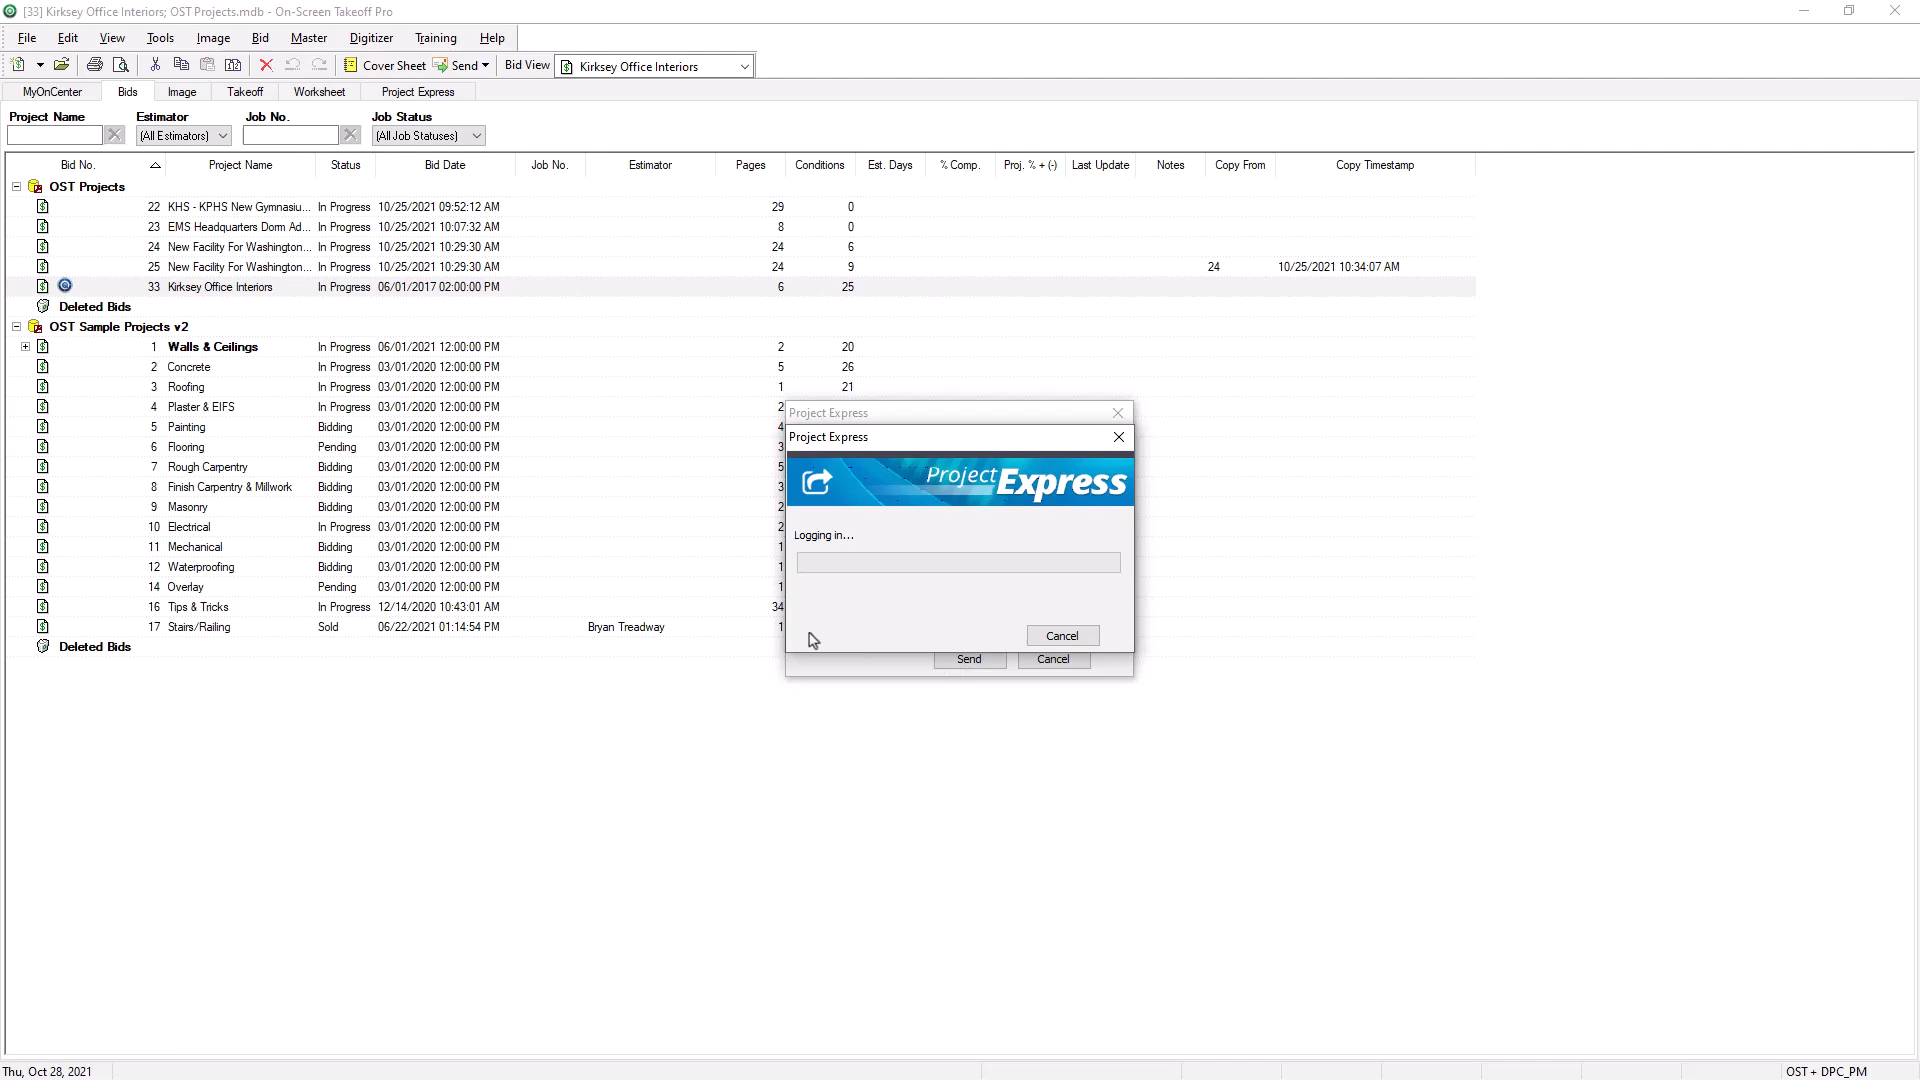 [33] Kirksey Office Interiors; OST Projects.mdb - On-Screen Takeoff Pro
File Edit View Tools Image Bid Master Digitizer Training Help
Cover Sheet Send Bid View Kirksey Office Interiors
MyOnCenter Bids Image Takeoff Worksheet Project Express
Project Name Estimator Job No. Job Status
(All Estimators) (All Job Statuses)
Bid No. Project Name Status Bid Date Job No. Estimator Pages Conditions Est. Days % Comp. Proj. % + (-) Last Update Notes Copy From Copy Timestamp
OST Projects
22 KHS - KPHS New Gymnasiu... In Progress 10/25/2021 09:52:12 AM 29 0
23 EMS Headquarters Dorm Ad... In Progress 10/25/2021 10:07:32 AM 8 0
24 New Facility For Washington... In Progress 10/25/2021 10:29:30 AM 24 6
25 New Facility For Washington... In Progress 10/25/2021 10:29:30 AM 24 9 24 10/25/2021 10:34:07 AM
33 Kirksey Office Interiors In Progress 06/01/2017 02:00:00 PM 6 25
Deleted Bids
OST Sample Projects v2
1 Walls & Ceilings In Progress 06/01/2021 12:00:00 PM 2 20
2 Concrete In Progress 03/01/2020 12:00:00 PM 5 26
3 Roofing In Progress 03/01/2020 12:00:00 PM 1 21
4 Plaster & EIFS In Progress 03/01/2020 12:00:00 PM 2
5 Painting Bidding 03/01/2020 12:00:00 PM 4
6 Flooring Pending 03/01/2020 12:00:00 PM 3
7 Rough Carpentry Bidding 03/01/2020 12:00:00 PM 5
8 Finish Carpentry & Millwork Bidding 03/01/2020 12:00:00 PM 3
9 Masonry Bidding 03/01/2020 12:00:00 PM 2
10 Electrical In Progress 03/01/2020 12:00:00 PM 2
11 Mechanical Bidding 03/01/2020 12:00:00 PM 1
12 Waterproofing Bidding 03/01/2020 12:00:00 PM 1
14 Overlay Pending 03/01/2020 12:00:00 PM 1
16 Tips & Tricks In Progress 12/14/2020 10:43:01 AM 34
17 Stairs/Railing Sold 06/22/2021 01:14:54 PM Bryan Treadway 1
Deleted Bids
Project Express
Project Express
Project Express
Logging in...
Cancel
Send Cancel
Thu, Oct 28, 2021 OST + DPC_PM